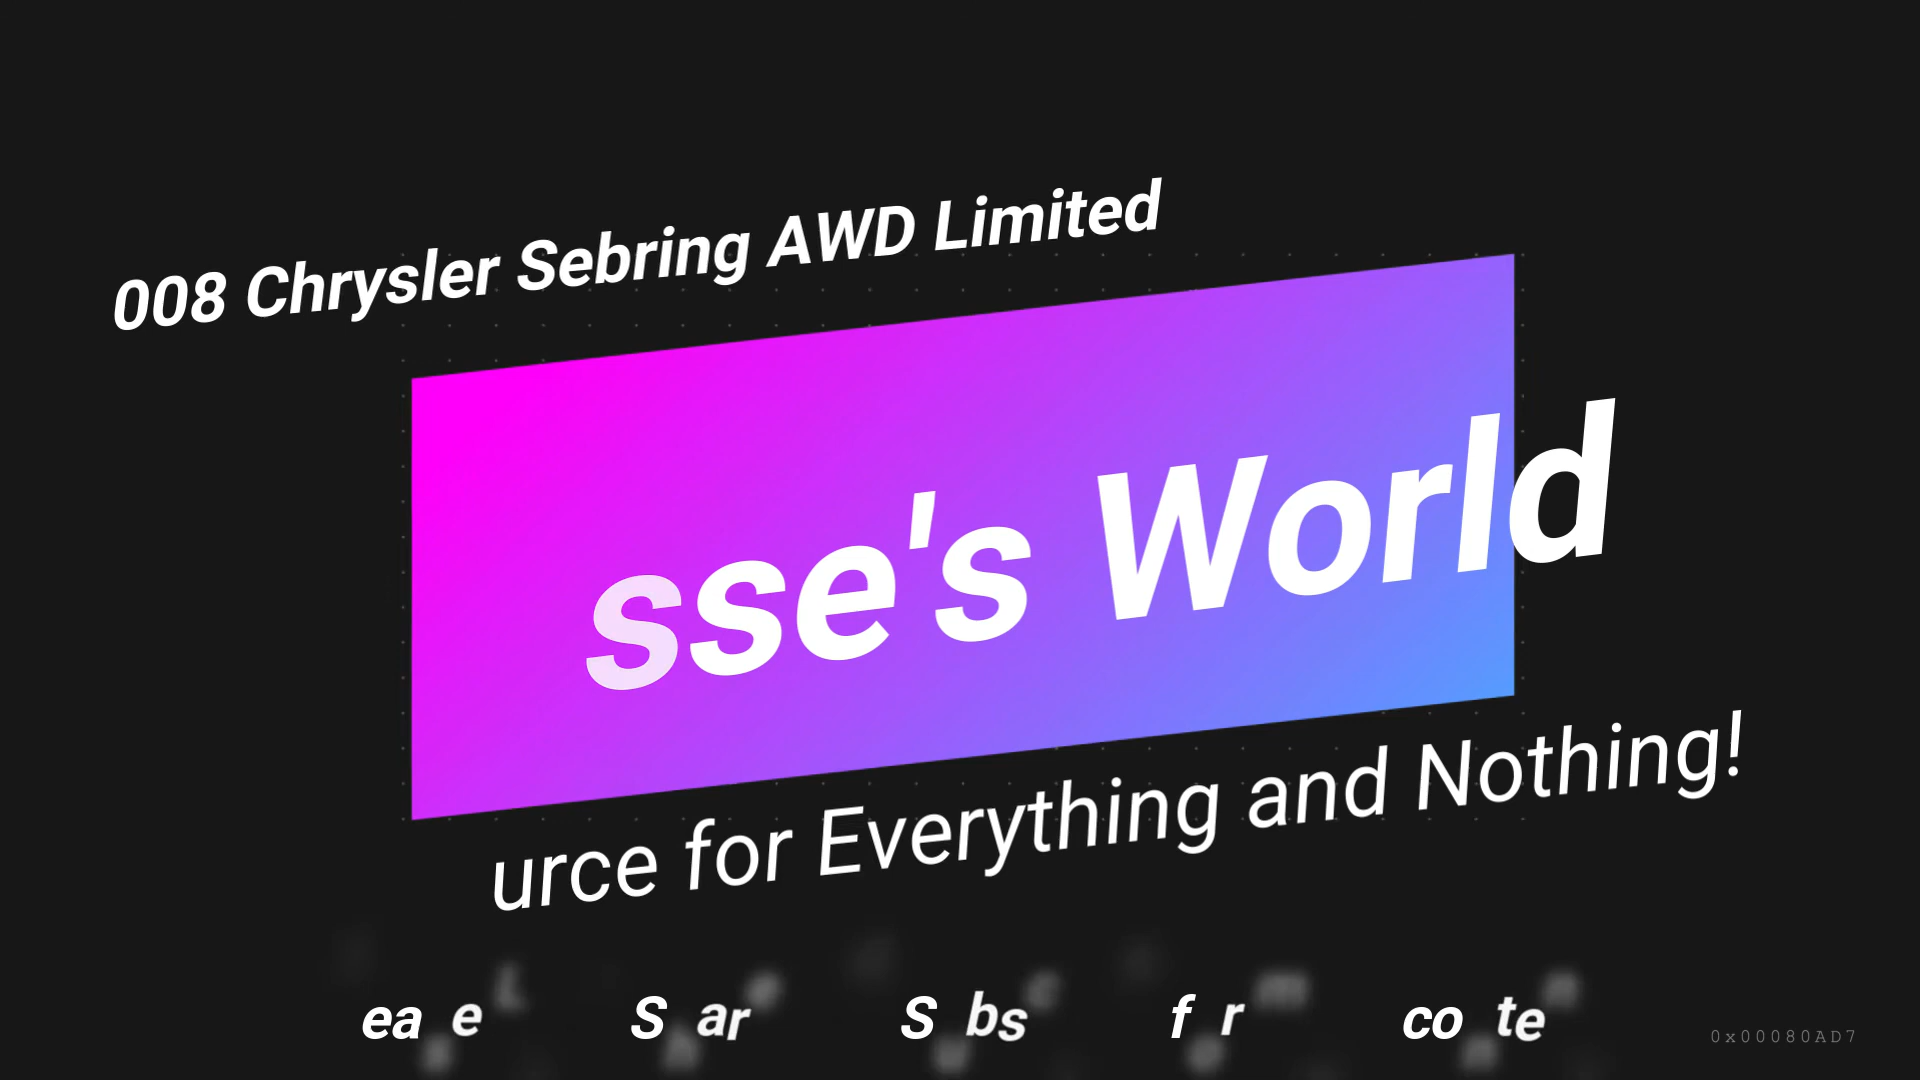 008 Chrysler Sebring AWD Limited
sse's World
urce for Everything and Nothing!
0x00080AD7